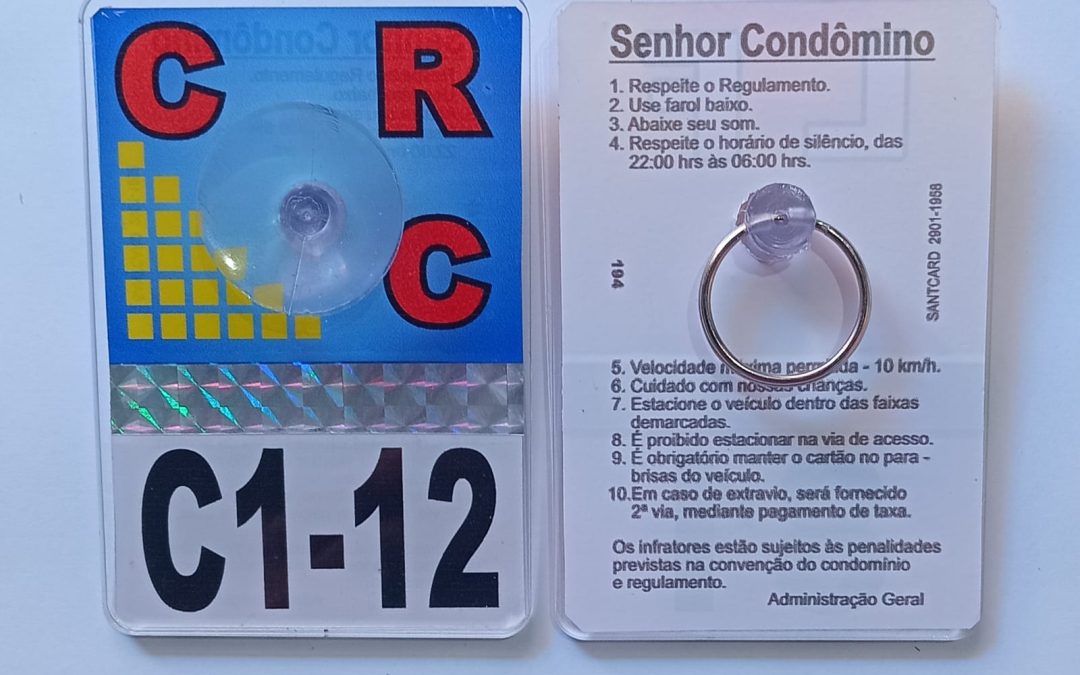 C R
C
C1-12
Senhor Condômino
1. Respeite o Regulamento.
2. Use farol baixo.
3. Abaixe seu som.
4. Respeite o horário de silêncio, das
22:00 hrs às 06:00 hrs.
194
SANTCARD 2901-1968
5. Velocidade máxima permitida - 10 km/h.
6. Cuidado com nossas crianças.
7. Estacione o veículo dentro das faixas
demarcadas.
8. É proibido estacionar na via de acesso.
9. É obrigatório manter o cartão no para -
brisas do veículo.
10.Em caso de extravio, será fornecido
2ª via, mediante pagamento de taxa.
Os infratores estão sujeitos às penalidades
previstas na convenção do condomínio
e regulamento.
Administração Geral